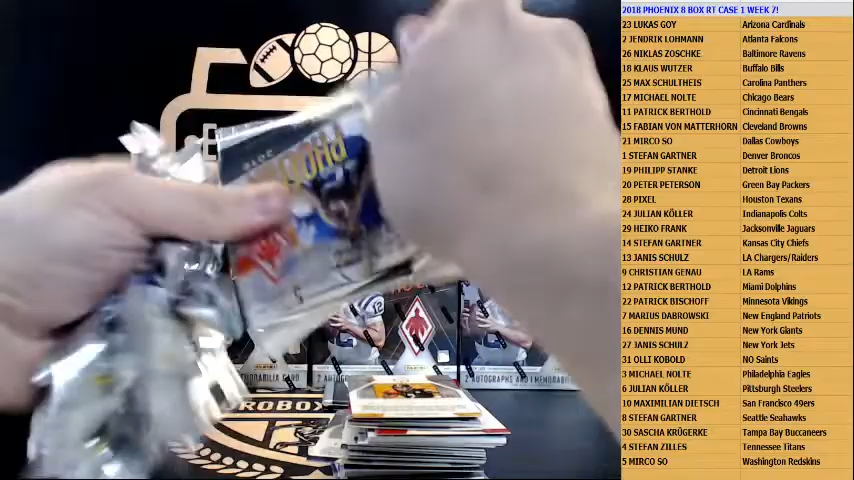 2018 PHOENIX 8 BOX RT CASE 1 WEEK 7!
23 LUKAS GOY Arizona Cardinals
2 JENDRIK LOHMANN Atlanta Falcons
26 NIKLAS ZOSCHKE Baltimore Ravens
18 KLAUS WUTZER Buffalo Bills
25 MAX SCHULTHEIS Carolina Panthers
17 MICHAEL NOLTE Chicago Bears
11 PATRICK BERTHOLD Cincinnati Bengals
15 FABIAN VON MATTERHORN Cleveland Browns
21 MIRCO SO Dallas Cowboys
1 STEFAN GARTNER Denver Broncos
19 PHILIPP STANKE Detroit Lions
20 PETER PETERSON Green Bay Packers
28 PIXEL Houston Texans
24 JULIAN KÖLLER Indianapolis Colts
29 HEIKO FRANK Jacksonville Jaguars
14 STEFAN GARTNER Kansas City Chiefs
13 JANIS SCHULZ LA Chargers/Raiders
9 CHRISTIAN GENAU LA Rams
12 PATRICK BERTHOLD Miami Dolphins
22 PATRICK BISCHOFF Minnesota Vikings
7 MARIUS DABROWSKI New England Patriots
16 DENNIS MUND New York Giants
27 JANIS SCHULZ New York Jets
31 OLLI KOBOLD NO Saints
3 MICHAEL NOLTE Philadelphia Eagles
6 JULIAN KÖLLER Pittsburgh Steelers
10 MAXIMILIAN DIETSCH San Francisco 49ers
8 STEFAN GARTNER Seattle Seahawks
30 SASCHA KRÜGERKE Tampa Bay Buccaneers
4 STEFAN ZILLES Tennessee Titans
5 MIRCO SO Washington Redskins
12
2 AUTOGRAPHS AND 1 MEMORABI